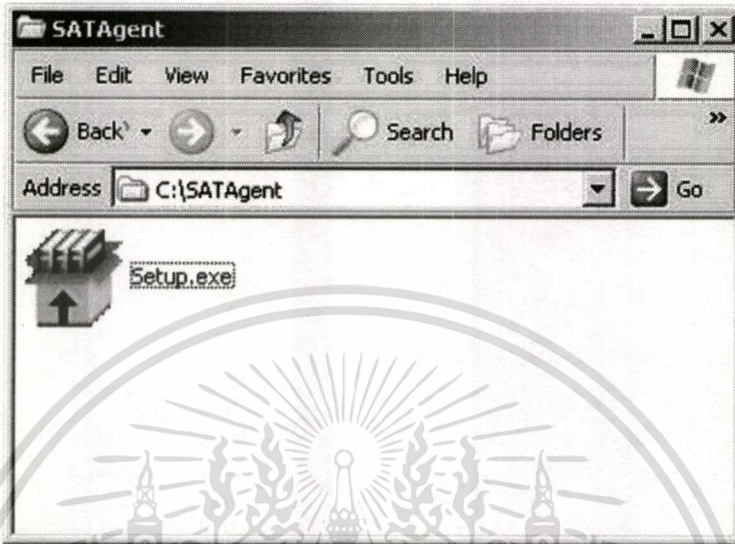 SATAgent
File Edit View Favorites Tools Help
Back Search Folders »
Address C:\SATAgent Go
Setup.exe